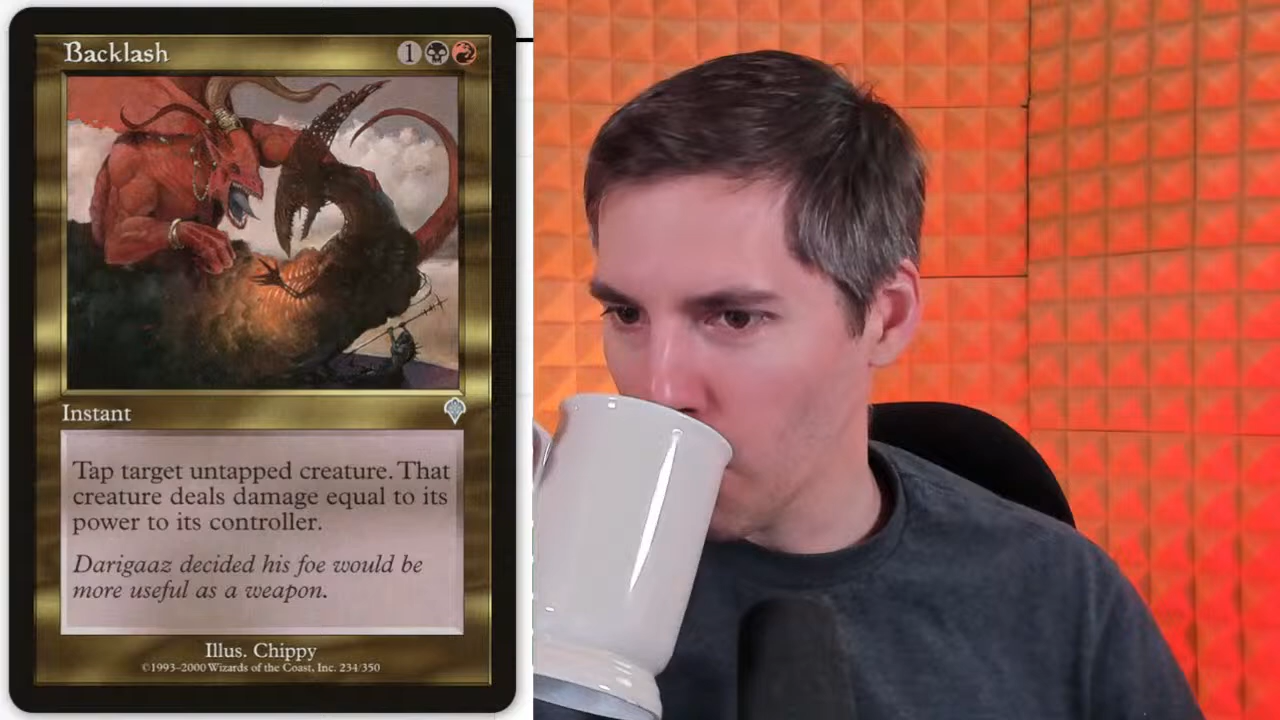 Backlash 1
Instant
Tap target untapped creature. That
creature deals damage equal to its
power to its controller.
Darigaaz decided his foe would be
more useful as a weapon.
Illus. Chippy
©1993–2000 Wizards of the Coast, Inc. 234/350